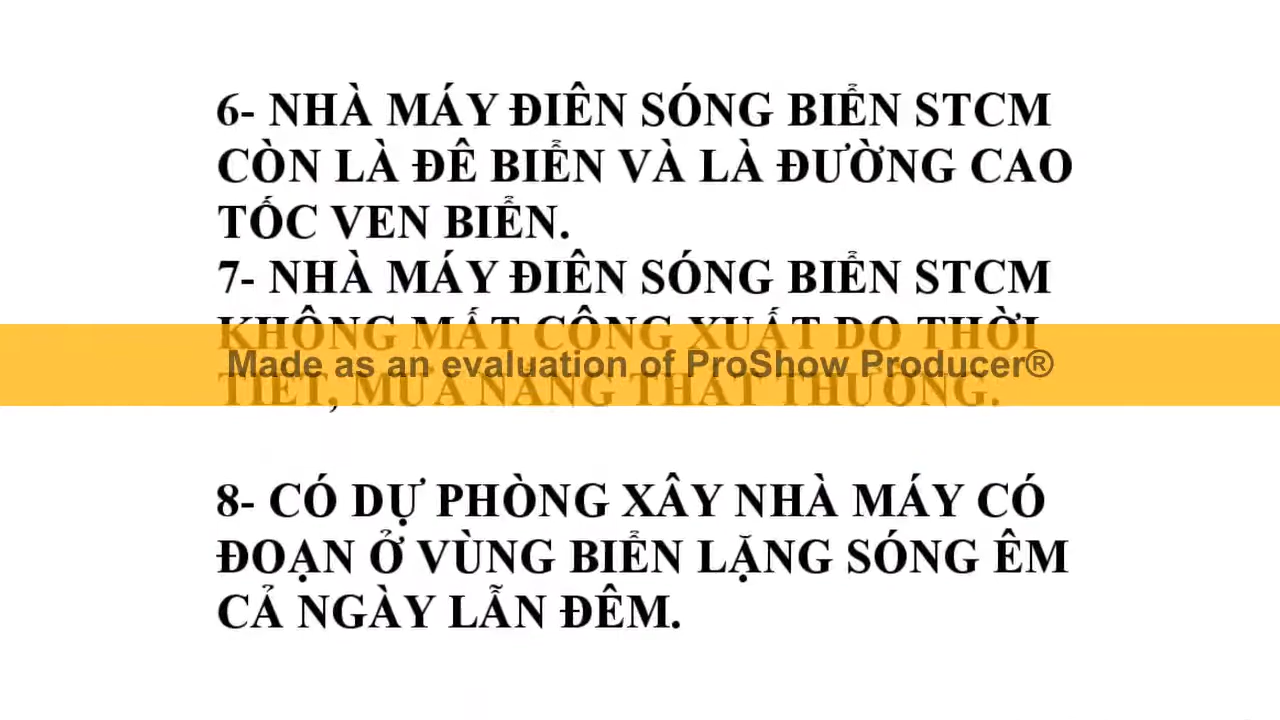 6- NHÀ MÁY ĐIÊN SÓNG BIỂN STCM
CÒN LÀ ĐÊ BIỂN VÀ LÀ ĐƯỜNG CAO
TỐC VEN BIỂN.
7- NHÀ MÁY ĐIÊN SÓNG BIỂN STCM
KHÔNG MẤT CÔNG XUẤT DO THỜI
Made as an evaluation of ProShow Producer®
TIẾT, MƯA NẮNG THẤT THƯỜNG.
8- CÓ DỰ PHÒNG XÂY NHÀ MÁY CÓ
ĐOẠN Ở VÙNG BIỂN LẶNG SÓNG ÊM
CẢ NGÀY LẪN ĐÊM.